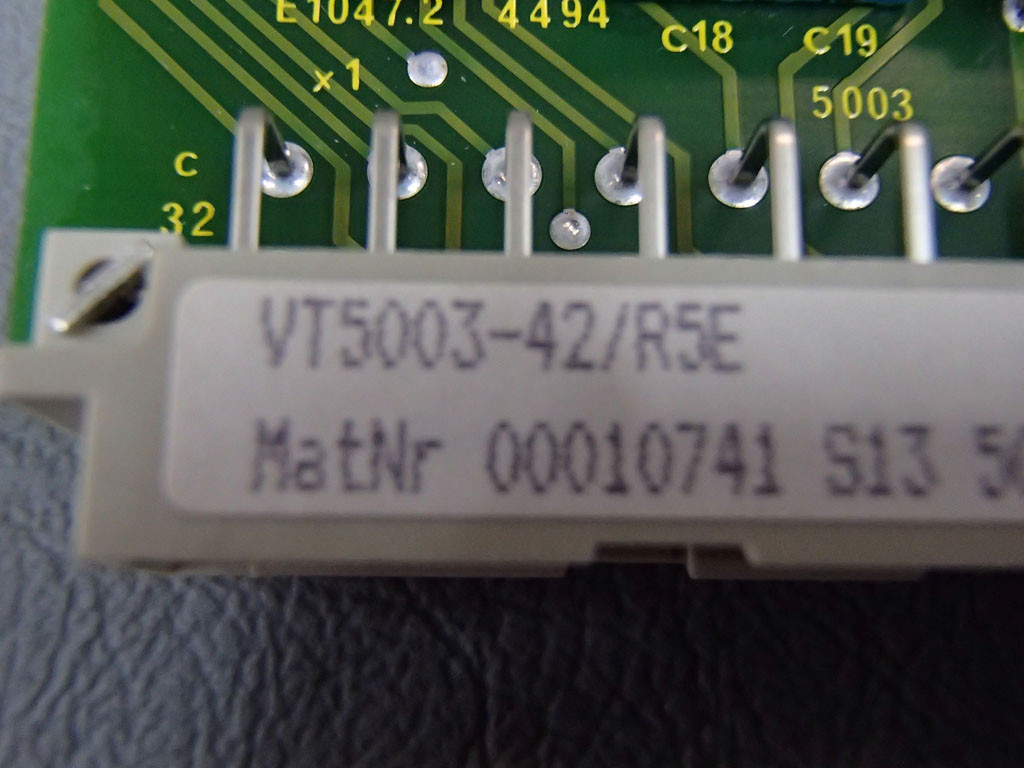 E1047.2 4494
C18 C19
x1
5003
c
32
VT5003-42/R5E
MatNr 00010741 S13